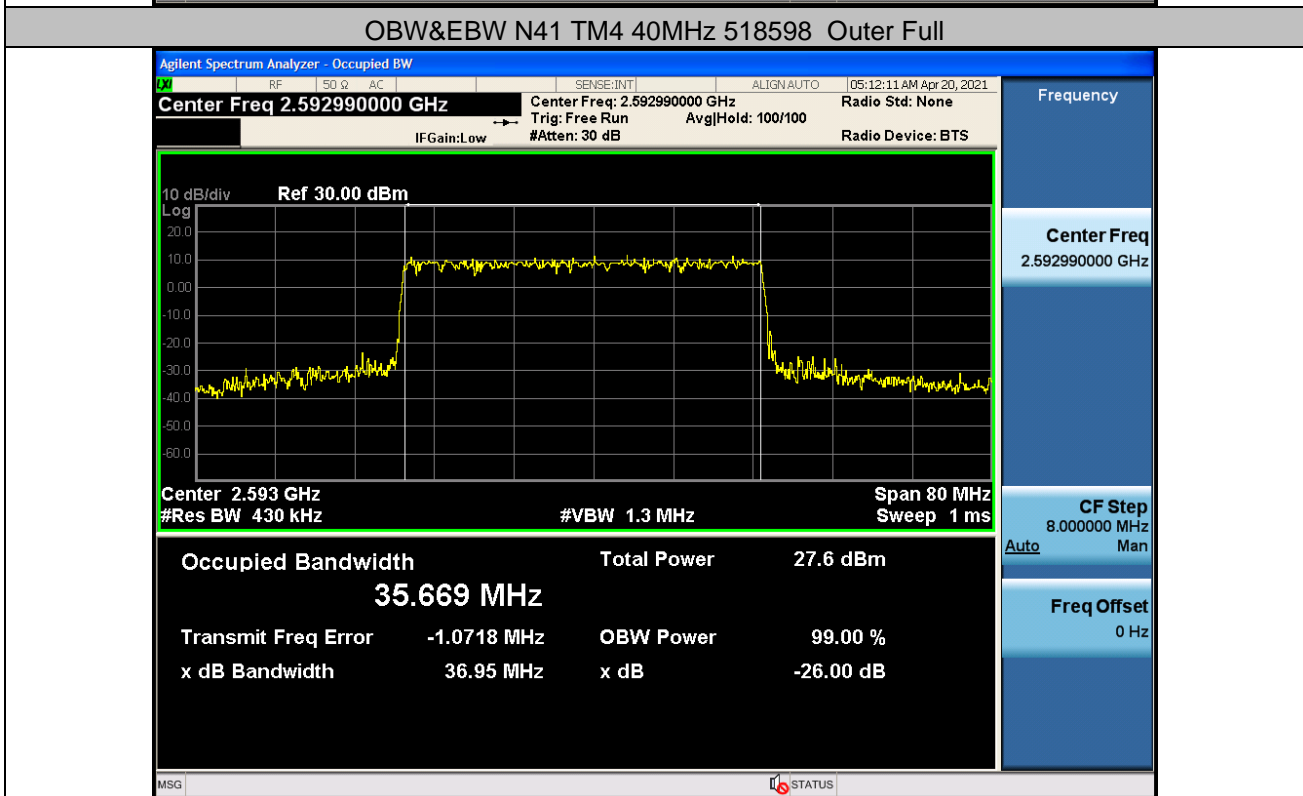 OBW&EBW N41 TM4 40MHz 518598 Outer Full
Agilent Spectrum Analyzer - Occupied BW
LXI RF 50 Ω AC SENSE:INT ALIGN AUTO 05:12:11 AM Apr 20, 2021
Center Freq 2.592990000 GHz
Center Freq: 2.592990000 GHz
Radio Std: None
Trig: Free Run Avg|Hold: 100/100
IFGain:Low #Atten: 30 dB Radio Device: BTS
10 dB/div Ref 30.00 dBm
Log
20.0
10.0
0.00
-10.0
-20.0
-30.0
-40.0
-50.0
-60.0
Center 2.593 GHz Span 80 MHz
#Res BW 430 kHz #VBW 1.3 MHz Sweep 1 ms
Occupied Bandwidth Total Power 27.6 dBm
35.669 MHz
Transmit Freq Error -1.0718 MHz OBW Power 99.00 %
x dB Bandwidth 36.95 MHz x dB -26.00 dB
MSG STATUS
Frequency
Center Freq
2.592990000 GHz
CF Step
8.000000 MHz
Auto Man
Freq Offset
0 Hz